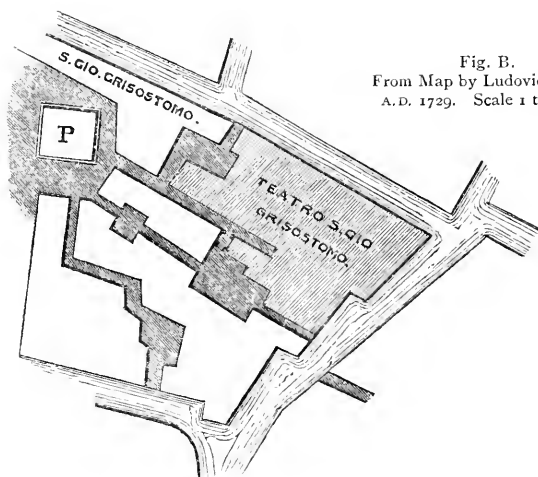 Fig. B.
From Map by Ludovic
A.D. 1729. Scale 1 t
S. GIO. GRISOSTOMO.
P
TEATRO S. GIO
GRISOSTOMO.